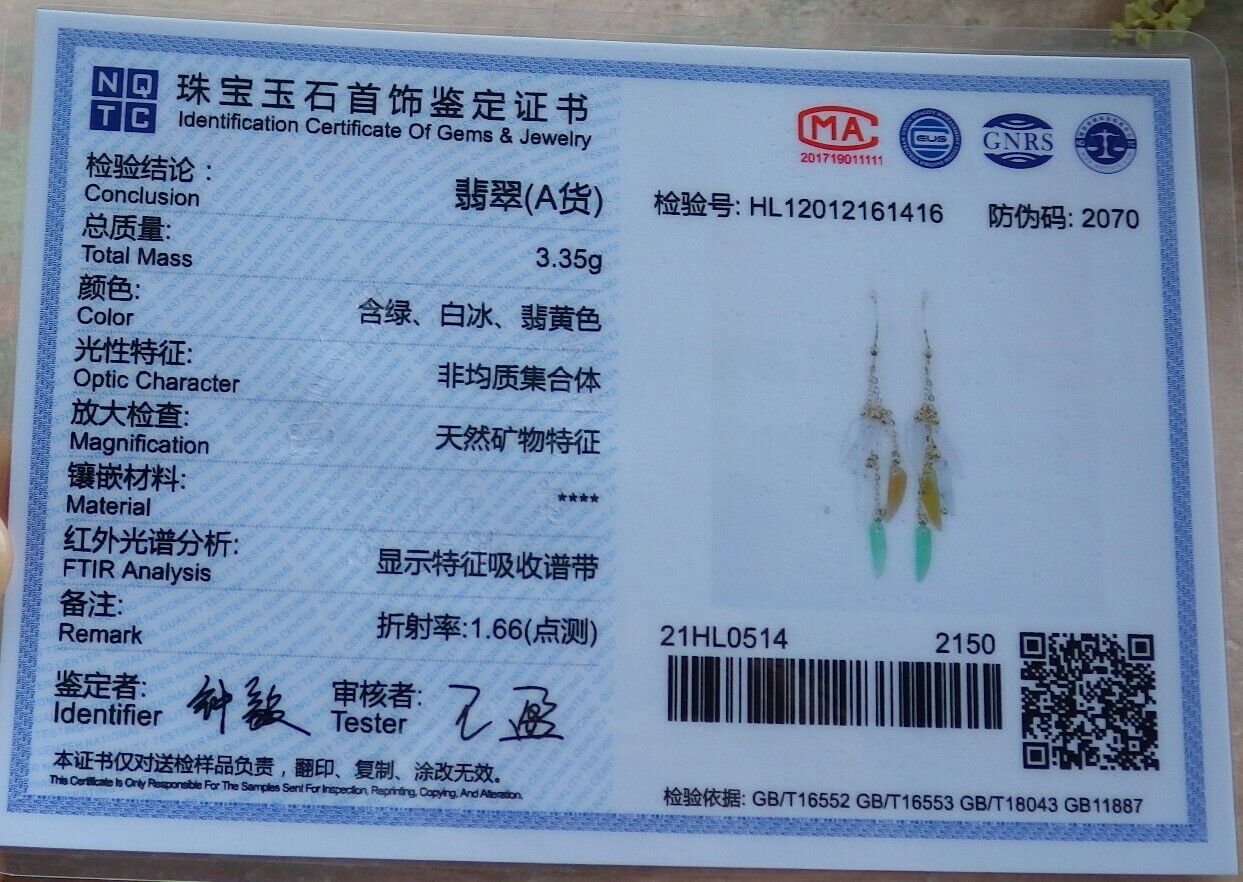 NQ
TC
珠宝玉石首饰鉴定证书
Identification Certificate Of Gems & Jewelry
检验结论：
Conclusion
翡翠(A货)
总质量:
Total Mass
3.35g
颜色:
Color
含绿、白冰、翡黄色
光性特征:
Optic Character
非均质集合体
放大检查:
Magnification
天然矿物特征
镶嵌材料:
Material
****
红外光谱分析:
FTIR Analysis
显示特征吸收谱带
备注:
Remark
折射率:1.66(点测)
鉴定者:
Identifier
审核者:
Tester
本证书仅对送检样品负责，翻印、复制、涂改无效。
This Certificate Is Only Responsible For The Samples Sent For Inspection, Reprinting, Copying, And Alteration.
MA
201719011111
EUS
GNRS
检验号: HL12012161416 防伪码: 2070
21HL0514 2150
检验依据: GB/T16552 GB/T16553 GB/T18043 GB11887